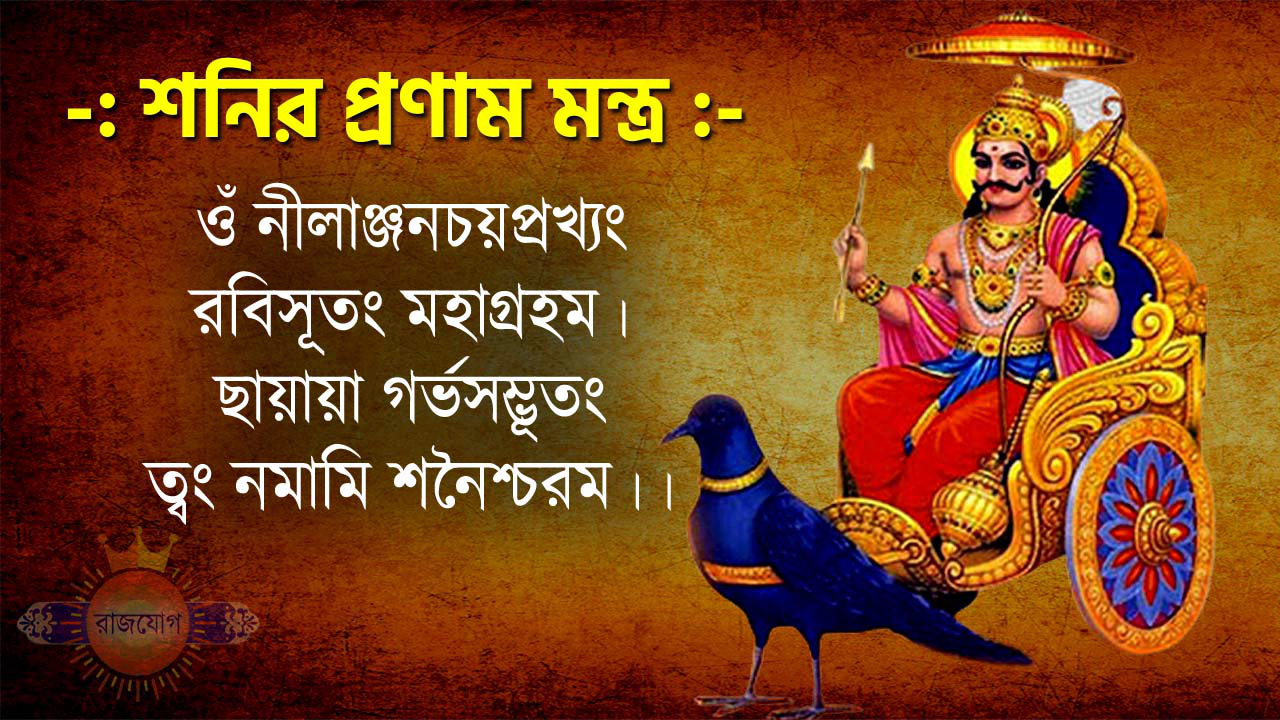 -: শনির প্রণাম মন্ত্র :-
ওঁ নীলাঞ্জনচয়প্রখ্যং
রবিসূতং মহাগ্রহম।
ছায়ায়া গর্ভসম্ভূতং
ত্বং নমামি শনৈশ্চরম।।
রাজযোগ